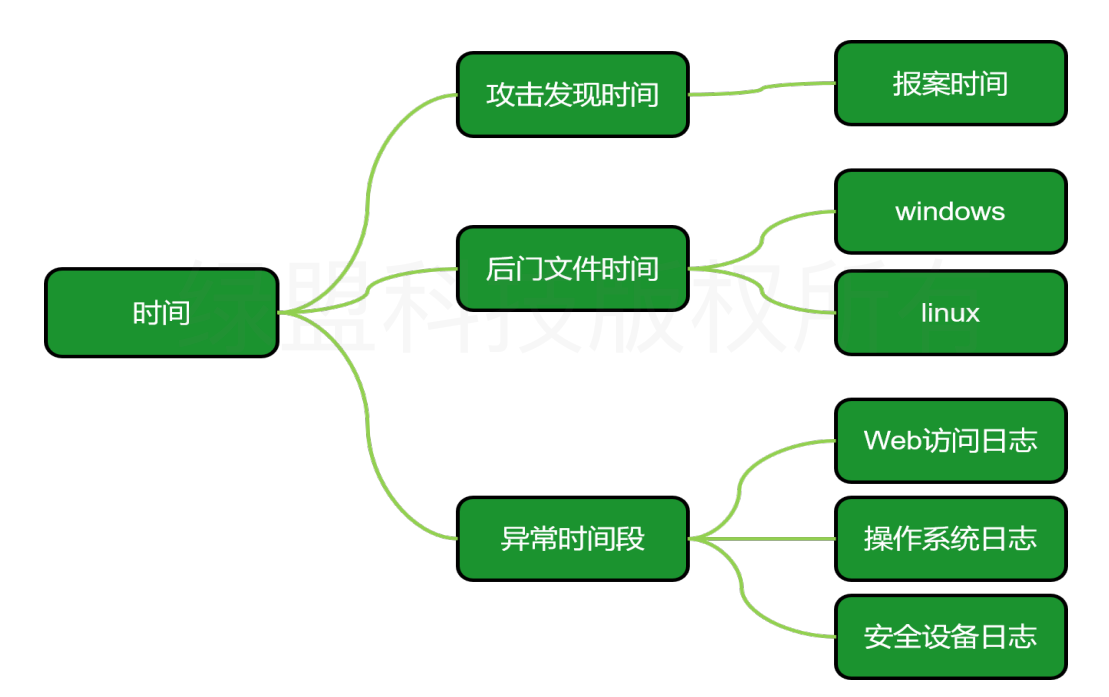 时间
攻击发现时间
报案时间
后门文件时间
windows
linux
异常时间段
Web访问日志
操作系统日志
安全设备日志
绿盟科技版权所有